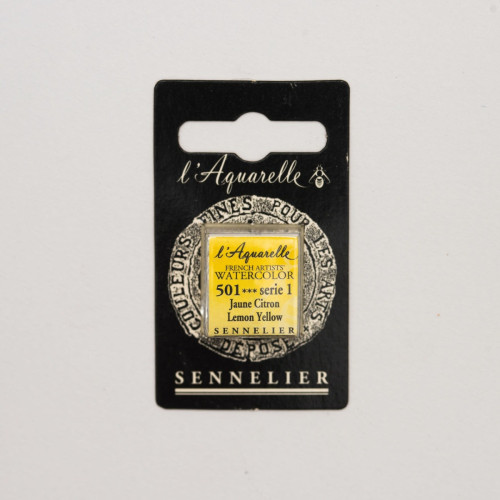 l'Aquarelle
COULEURS FINES POUR LES ARTS
DÉPOSÉ
l'Aquarelle
FRENCH ARTISTS'
WATERCOLOR
501*** serie 1
Jaune Citron
Lemon Yellow
SENNELIER
SENNELIER